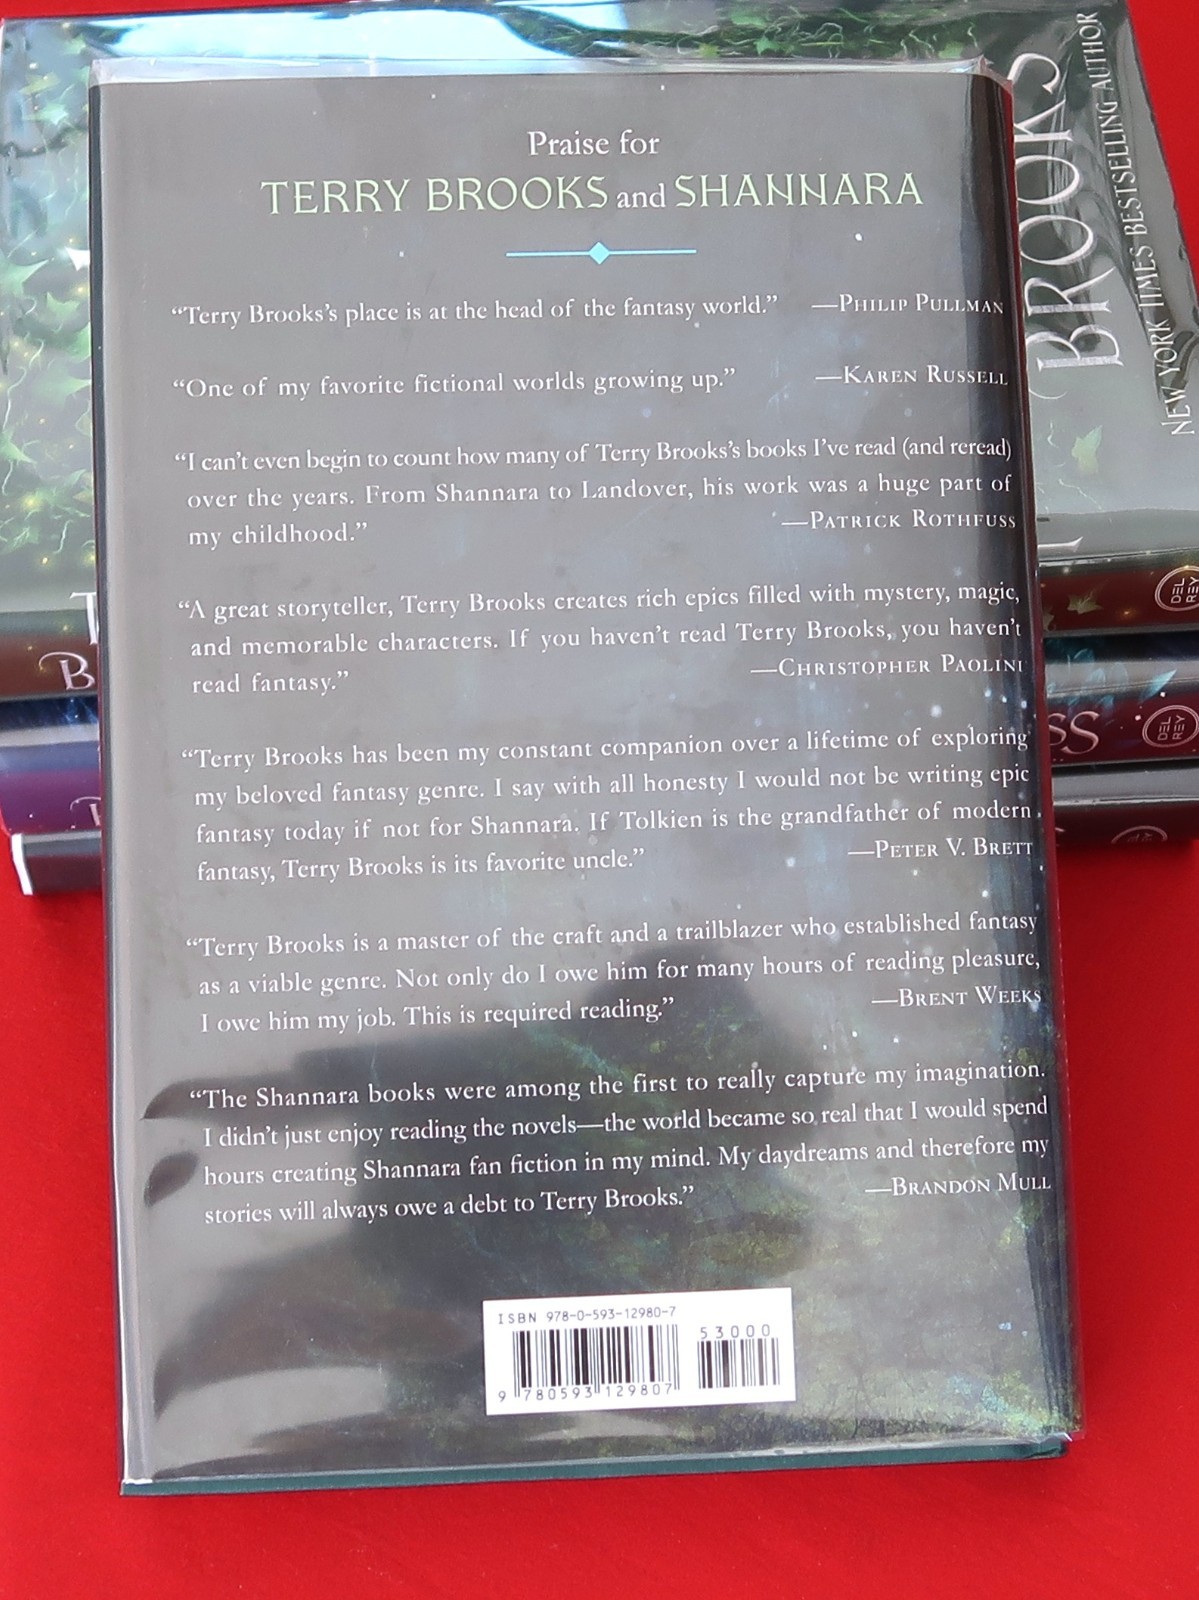 Praise for
TERRY BROOKS and SHANNARA
“Terry Brooks’s place is at the head of the fantasy world.” —PHILIP PULLMAN
“One of my favorite fictional worlds growing up.” —KAREN RUSSELL
“I can’t even begin to count how many of Terry Brooks’s books I’ve read (and reread)
over the years. From Shannara to Landover, his work was a huge part of
my childhood.” —PATRICK ROTHFUSS
“A great storyteller, Terry Brooks creates rich epics filled with mystery, magic,
and memorable characters. If you haven’t read Terry Brooks, you haven’t
read fantasy.” —CHRISTOPHER PAOLINI
“Terry Brooks has been my constant companion over a lifetime of exploring
my beloved fantasy genre. I say with all honesty I would not be writing epic
fantasy today if not for Shannara. If Tolkien is the grandfather of modern
fantasy, Terry Brooks is its favorite uncle.” —PETER V. BRETT
“Terry Brooks is a master of the craft and a trailblazer who established fantasy
as a viable genre. Not only do I owe him for many hours of reading pleasure,
I owe him my job. This is required reading.” —BRENT WEEKS
“The Shannara books were among the first to really capture my imagination.
I didn’t just enjoy reading the novels—the world became so real that I would spend
hours creating Shannara fan fiction in my mind. My daydreams and therefore my
stories will always owe a debt to Terry Brooks.” —BRANDON MULL
ISBN 978-0-593-12980-7
53000
9 780593 129807
BROOKS
NEW YORK TIMES BESTSELLING AUTHOR
B
DEL REY
SS
DEL REY